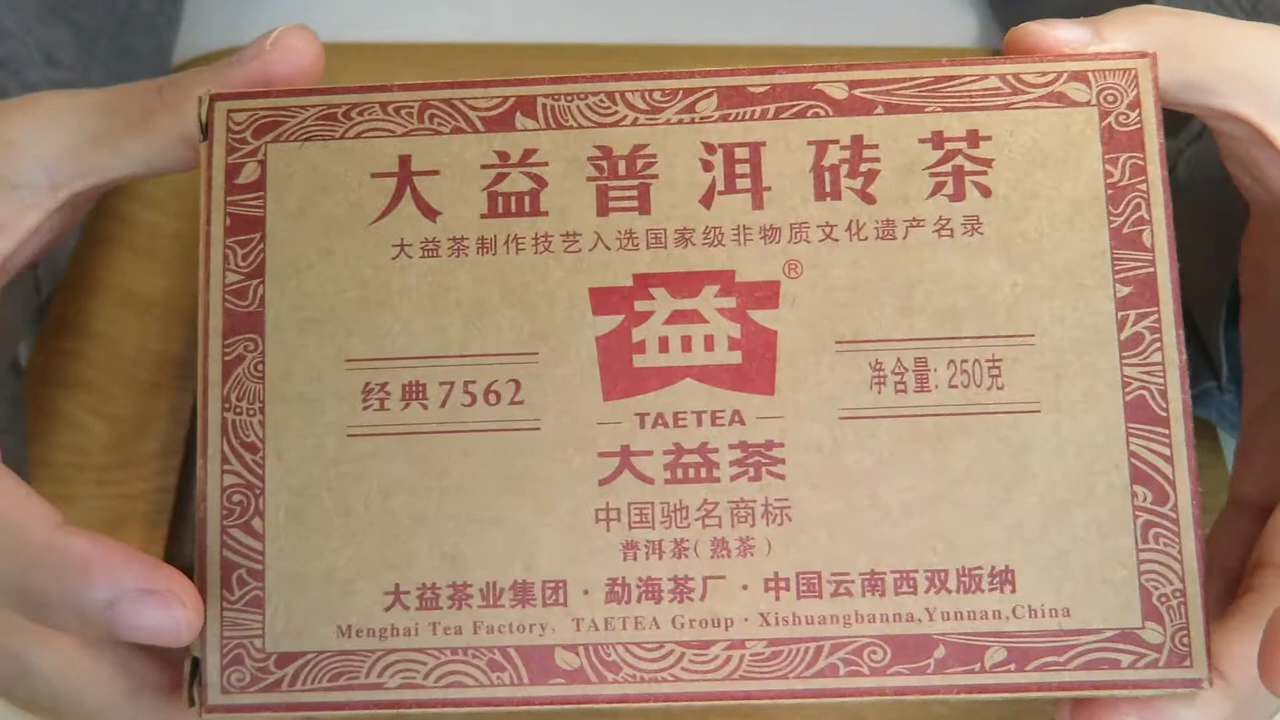 大益普洱砖茶
大益茶制作技艺入选国家级非物质文化遗产名录
益®
经典7562
净含量: 250克
TAETEA
大益茶
中国驰名商标
普洱茶(熟茶)
大益茶业集团·勐海茶厂·中国云南西双版纳
Menghai Tea Factory, TAETEA Group·Xishuangbanna,Yunnan,China